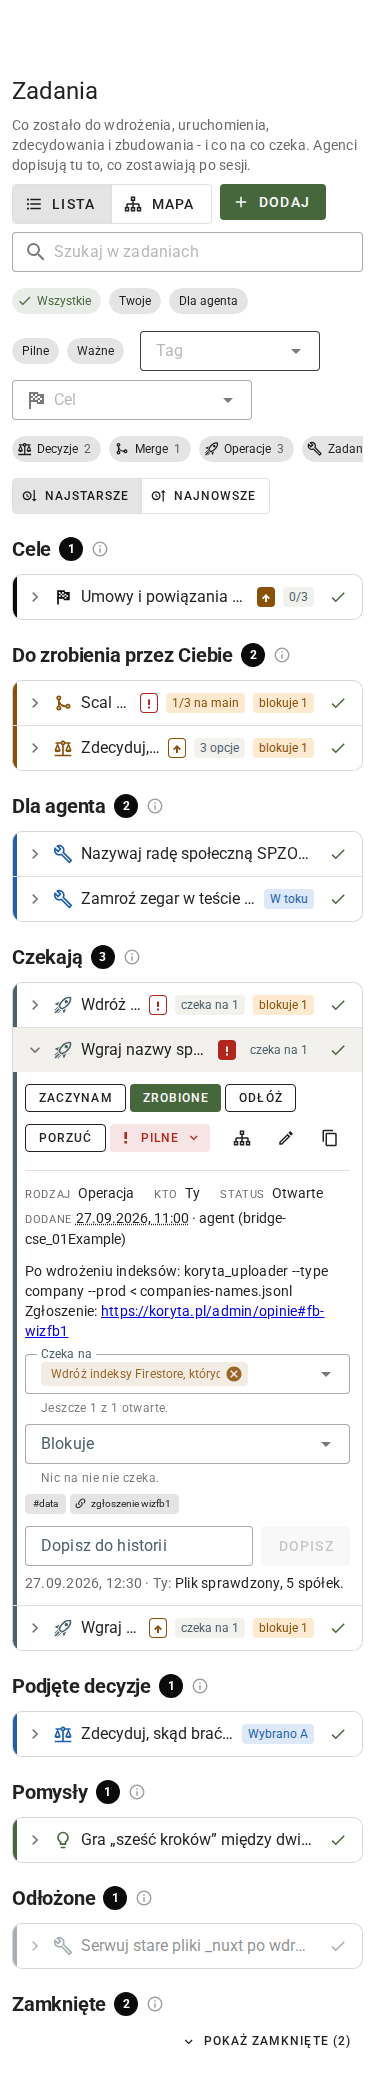 Zadania
Co zostało do wdrożenia, uruchomienia,
zdecydowania i zbudowania - i co na co czeka. Agenci
dopisują tu to, co zostawiają po sesji.
LISTA MAPA DODAJ
Szukaj w zadaniach
Wszystkie Twoje Dla agenta
Pilne Ważne Tag
Cel
Decyzje 2 Merge 1 Operacje 3 Zadan
NAJSTARSZE NAJNOWSZE
Cele 1
Umowy i powiązania ... 0/3
Do zrobienia przez Ciebie 2
Scal ... 1/3 na main blokuje 1
Zdecyduj,... 3 opcje blokuje 1
Dla agenta 2
Nazywaj radę społeczną SPZO...
Zamroź zegar w teście ... W toku
Czekają 3
Wdróż ... czeka na 1 blokuje 1
Wgraj nazwy sp... czeka na 1
ZACZYNAM ZROBIONE ODŁÓŻ
PORZUĆ PILNE
RODZAJ Operacja KTO Ty STATUS Otwarte
DODANE 27.09.2026, 11:00 · agent (bridge-
cse_01Example)
Po wdrożeniu indeksów: koryta_uploader --type
company --prod < companies-names.jsonl
Zgłoszenie: https://koryta.pl/admin/opinie#fb-
wizfb1
Czeka na
Wdróż indeksy Firestore, któryc
Jeszcze 1 z 1 otwarte.
Blokuje
Nic na nie nie czeka.
#data zgłoszenie wizfb1
Dopisz do historii DOPISZ
27.09.2026, 12:30 · Ty: Plik sprawdzony, 5 spółek.
Wgraj ... czeka na 1 blokuje 1
Podjęte decyzje 1
Zdecyduj, skąd brać... Wybrano A
Pomysły 1
Gra „sześć kroków” między dwi...
Odłożone 1
Serwuj stare pliki _nuxt po wdr...
Zamknięte 2
POKAŻ ZAMKNIĘTE (2)